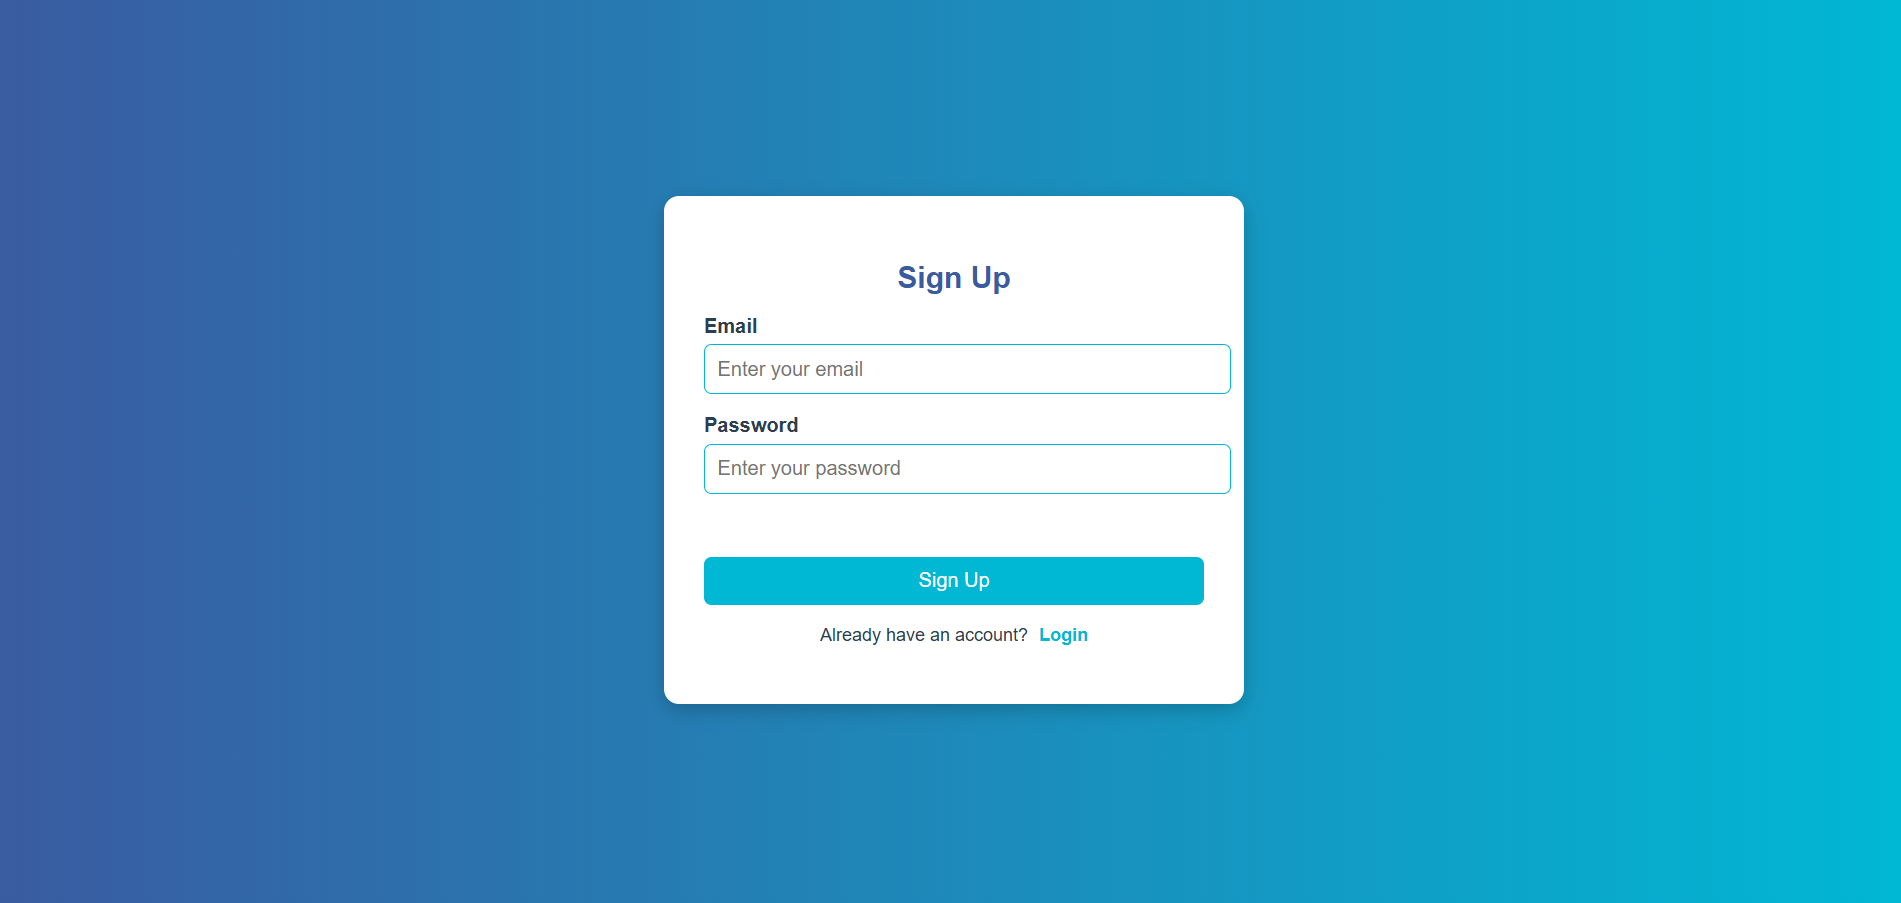 Sign Up
Email
Enter your email
Password
Enter your password
Sign Up
Already have an account? Login